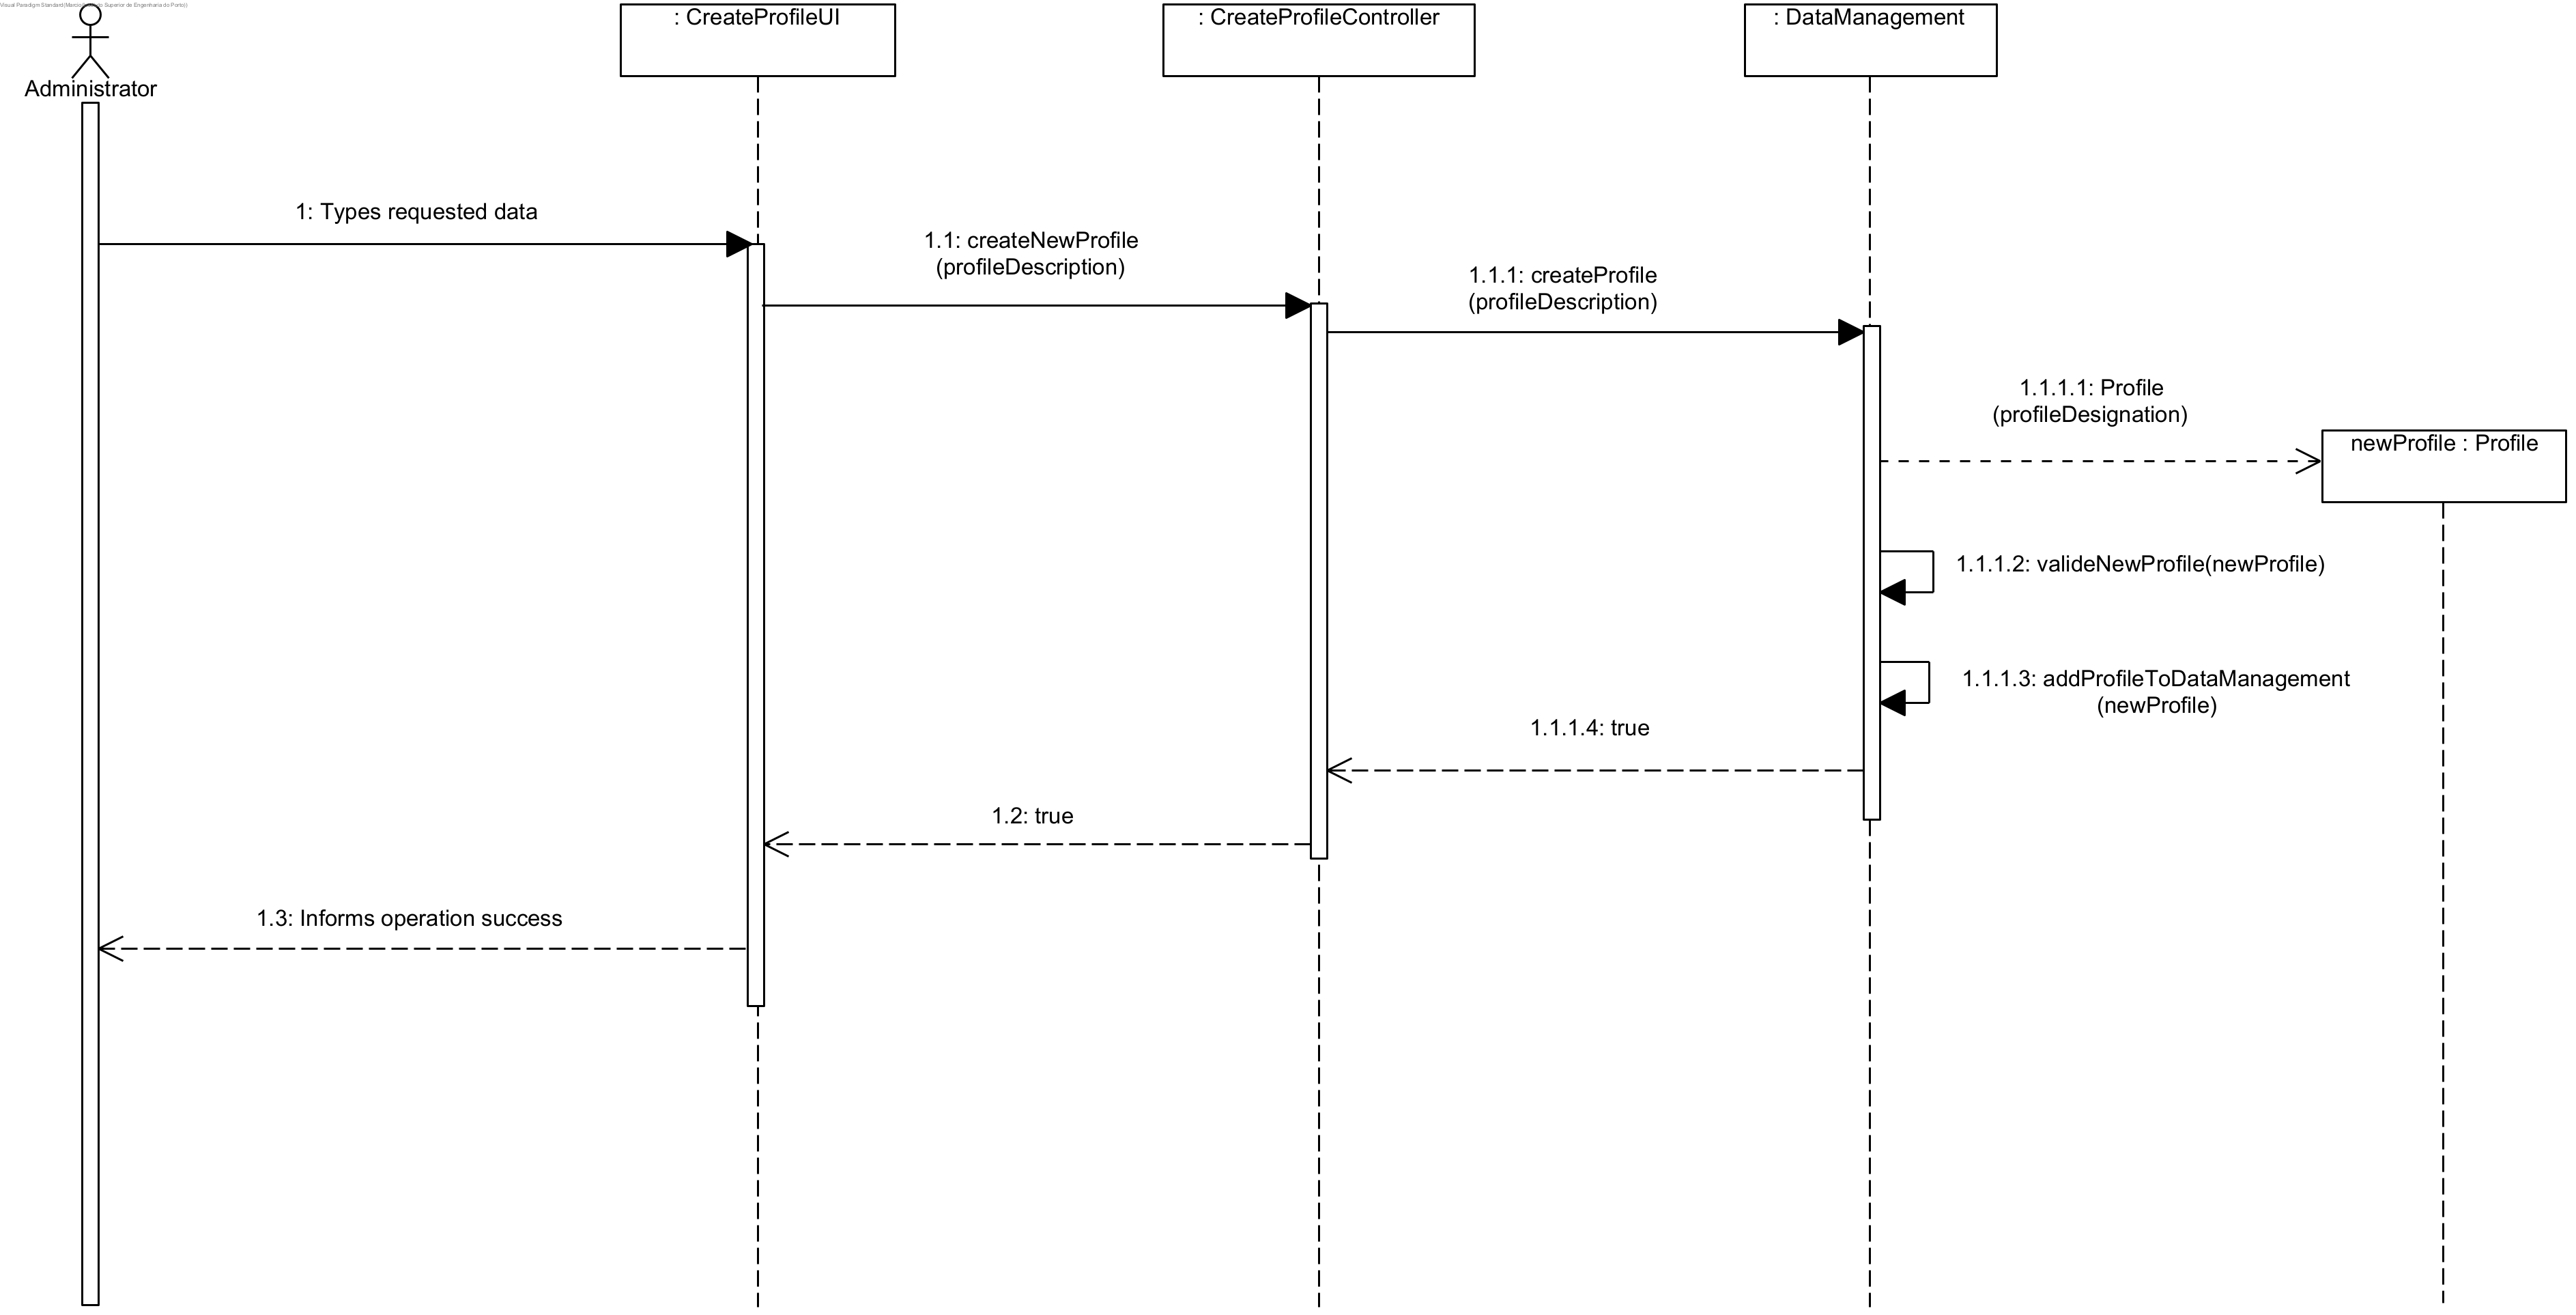 : CreateProfileUI
: CreateProfileController
: DataManagement
Administrator
1: Types requested data
1.1: createNewProfile
(profileDescription)
1.1.1: createProfile
(profileDescription)
1.1.1.1: Profile
(profileDesignation)
newProfile : Profile
1.1.1.2: valideNewProfile(newProfile)
1.1.1.3: addProfileToDataManagement
(newProfile)
1.1.1.4: true
1.2: true
1.3: Informs operation success